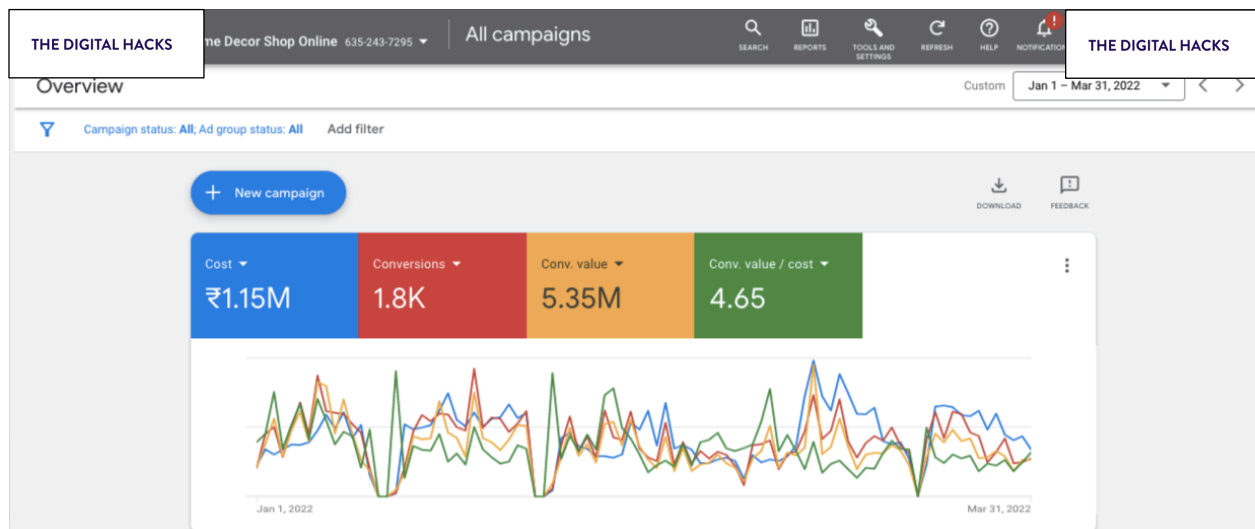 THE DIGITAL HACKS
me Decor Shop Online 635-243-7295
All campaigns
SEARCH
REPORTS
TOOLS AND
SETTINGS
REFRESH
HELP
NOTIFICATION
!
THE DIGITAL HACKS
Overview
Custom
Jan 1 – Mar 31, 2022
Campaign status: All; Ad group status: All
Add filter
+ New campaign
DOWNLOAD
FEEDBACK
Cost
₹1.15M
Conversions
1.8K
Conv. value
5.35M
Conv. value / cost
4.65
Jan 1, 2022
Mar 31, 2022